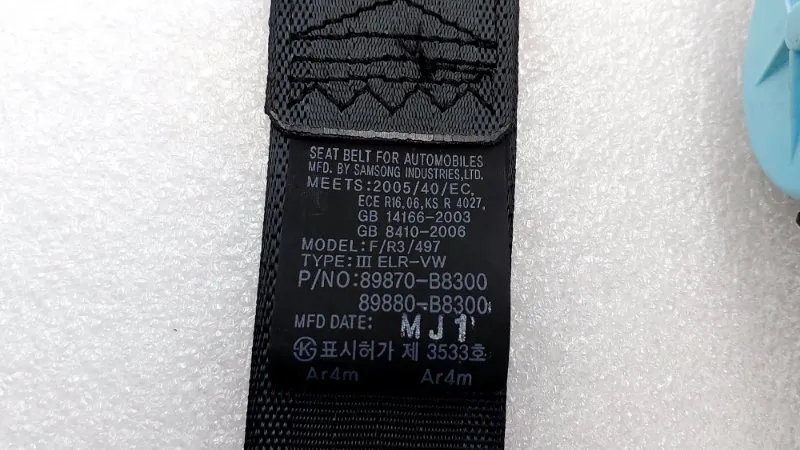 SEAT BELT FOR AUTOMOBILES
MFD. BY SAMSONG INDUSTRIES,LTD.
MEETS:2005/40/EC,
ECE R16.06,KS R 4027,
GB 14166-2003
GB 8410-2006
MODEL: F/R3/497
TYPE: III ELR-VW
P/NO:89870-B8300
89880-B8300
MFD DATE: MJ1
표시허가 제 3533호
Ar4m Ar4m